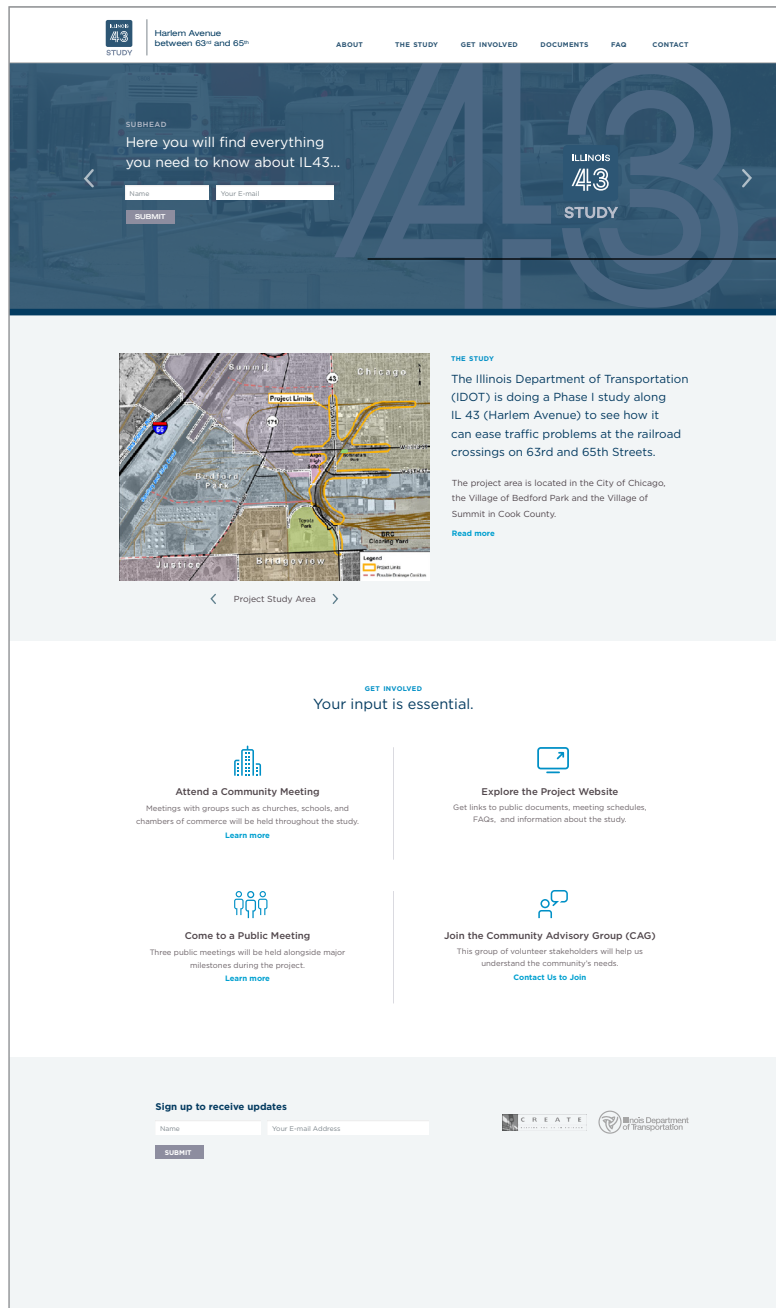 ILLINOIS
43
STUDY
Harlem Avenue
between 63rd and 65th
ABOUT THE STUDY GET INVOLVED DOCUMENTS FAQ CONTACT
43
SUBHEAD
Here you will find everything
you need to know about IL43...
Name Your E-mail
SUBMIT
ILLINOIS
43
STUDY
Summit
Chicago
43
Project Limits
171
66
Argo
High
School
Bedford
Park
Toyota
Park
BRC
Clearing Yard
Justice
Bridgeview
Legend
Project Limits
Possible Drainage Corridors
Project Study Area
THE STUDY
The Illinois Department of Transportation
(IDOT) is doing a Phase I study along
IL 43 (Harlem Avenue) to see how it
can ease traffic problems at the railroad
crossings on 63rd and 65th Streets.
The project area is located in the City of Chicago,
the Village of Bedford Park and the Village of
Summit in Cook County.
Read more
GET INVOLVED
Your input is essential.
Attend a Community Meeting
Meetings with groups such as churches, schools, and
chambers of commerce will be held throughout the study.
Learn more
Explore the Project Website
Get links to public documents, meeting schedules,
FAQs, and information about the study.
Come to a Public Meeting
Three public meetings will be held alongside major
milestones during the project.
Learn more
Join the Community Advisory Group (CAG)
This group of volunteer stakeholders will help us
understand the community's needs.
Contact Us to Join
Sign up to receive updates
Name Your E-mail Address
SUBMIT
CREATE
Illinois Department
of Transportation